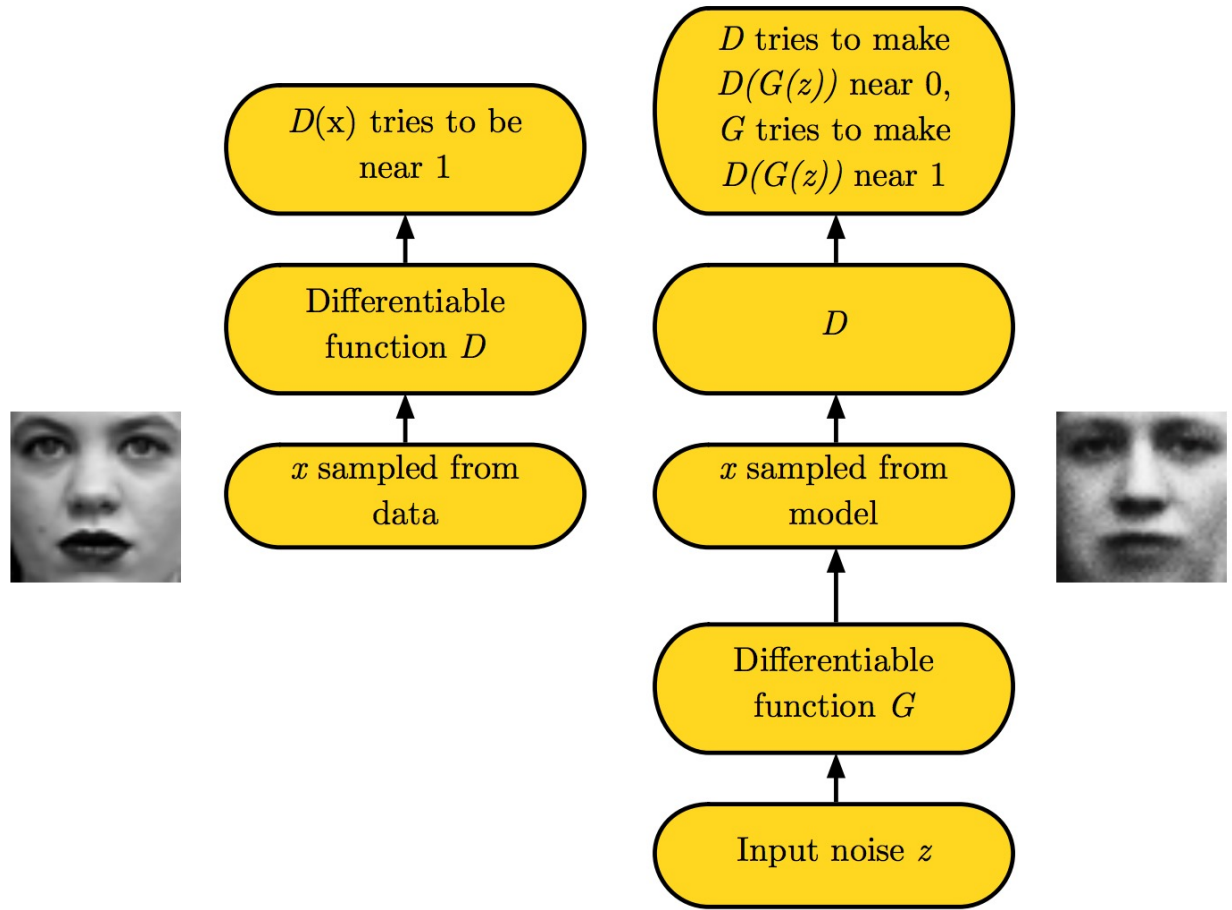 D(x) tries to be
near 1
Differentiable
function D
x sampled from
data
D tries to make
D(G(z)) near 0,
G tries to make
D(G(z)) near 1
D
x sampled from
model
Differentiable
function G
Input noise z